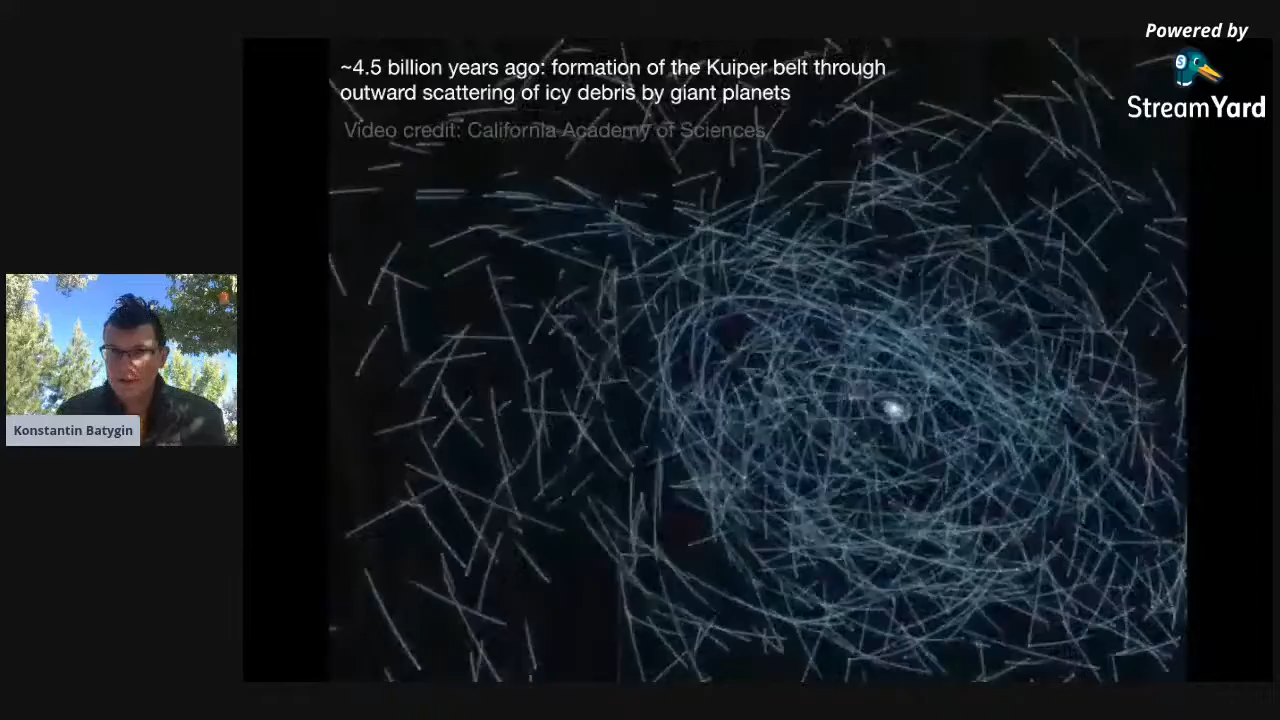 ~4.5 billion years ago: formation of the Kuiper belt through
outward scattering of icy debris by giant planets
Video credit: California Academy of Sciences
Powered by
StreamYard
Konstantin Batygin